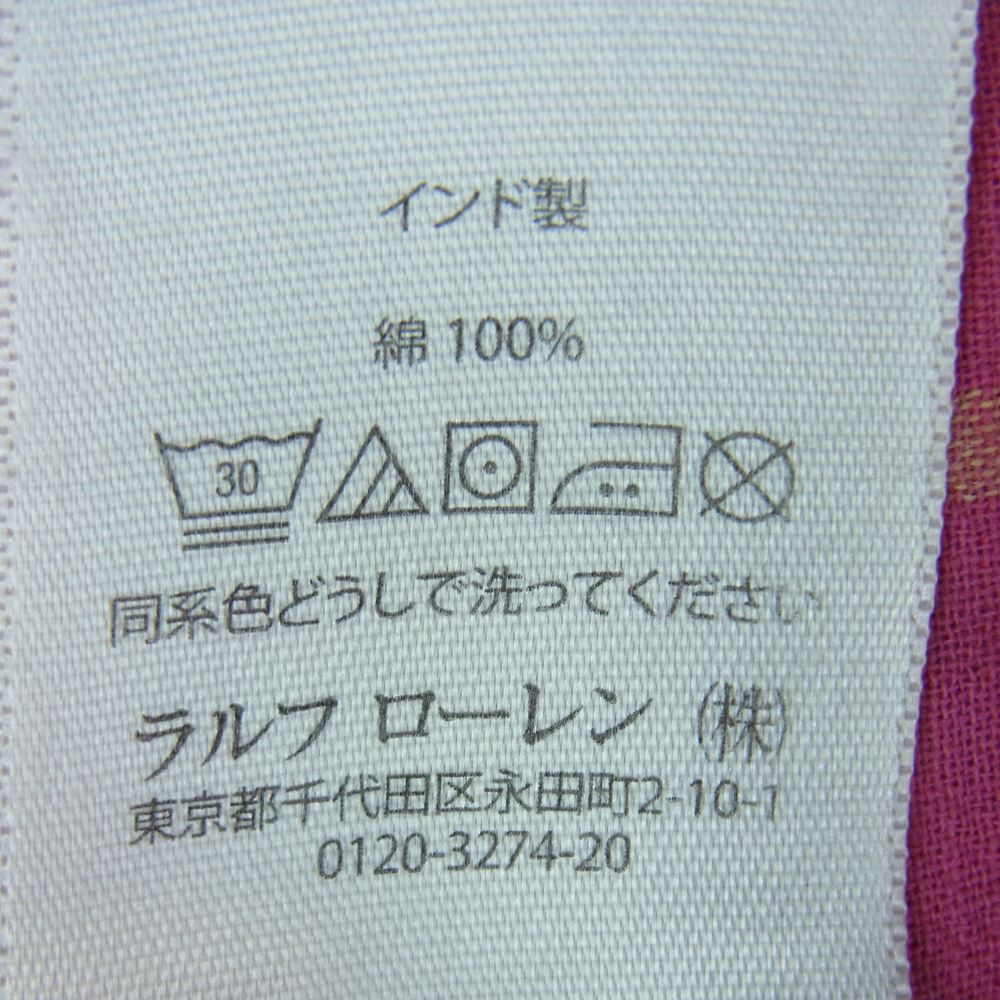 インド製
綿 100%
30
同系色どうしで洗ってください
ラルフ ローレン (株)
東京都千代田区永田町2-10-1
0120-3274-20